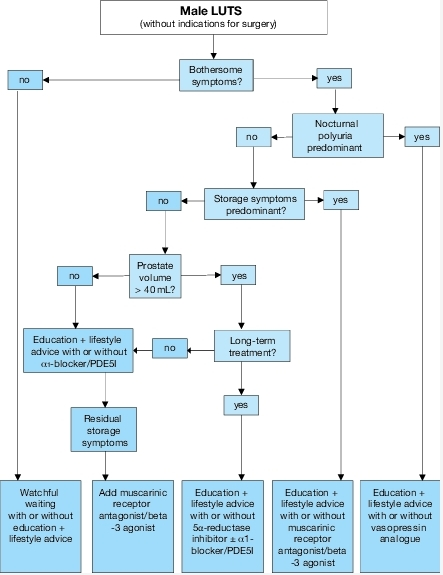 Male LUTS
(without indications for surgery)
Bothersome
symptoms?
no
yes
Nocturnal
polyuria
predominant
no
yes
Storage symptoms
predominant?
no
yes
Prostate
volume
> 40 mL?
no
yes
Education + lifestyle
advice with or without
α1-blocker/PDE5I
no
Long-term
treatment?
yes
Residual
storage
symptoms
Watchful
waiting
with or without
education +
lifestyle advice
Add muscarinic
receptor
antagonist/beta
-3 agonist
Education +
lifestyle advice
with or without
5α-reductase
inhibitor ± α1-
blocker/PDE5I
Education +
lifestyle advice
with or without
muscarinic
receptor
antagonist/beta
-3 agonist
Education +
lifestyle advice
with or without
vasopressin
analogue